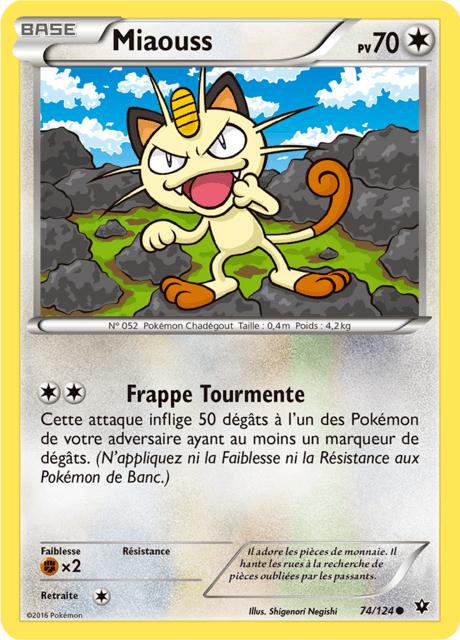 BASE
Miaouss
PV70
N° 052 Pokémon Chadégout Taille : 0,4m Poids : 4,2kg
Frappe Tourmente
Cette attaque inflige 50 dégâts à l'un des Pokémon
de votre adversaire ayant au moins un marqueur de
dégâts. (N'appliquez ni la Faiblesse ni la Résistance aux
Pokémon de Banc.)
Faiblesse
×2
Résistance
Retraite
Il adore les pièces de monnaie. Il
hante les rues à la recherche de
pièces oubliées par les passants.
©2016 Pokémon
Illus. Shigenori Negishi
74/124